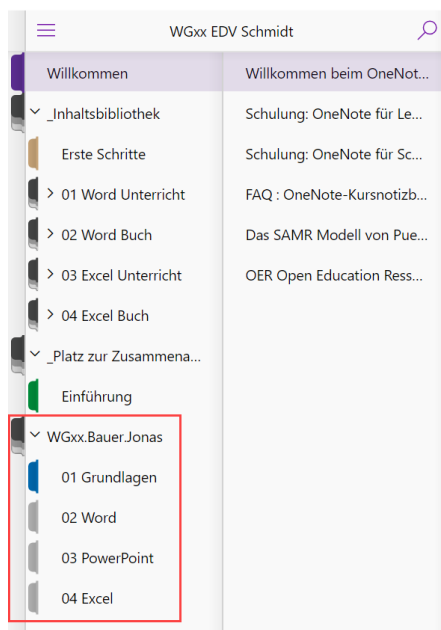 WGxx EDV Schmidt
Willkommen
_Inhaltsbibliothek
Erste Schritte
01 Word Unterricht
02 Word Buch
03 Excel Unterricht
04 Excel Buch
_Platz zur Zusammena...
Einführung
WGxx.Bauer.Jonas
01 Grundlagen
02 Word
03 PowerPoint
04 Excel
Willkommen beim OneNot...
Schulung: OneNote für Le...
Schulung: OneNote für Sc...
FAQ : OneNote-Kursnotizb...
Das SAMR Modell von Pue...
OER Open Education Ress...